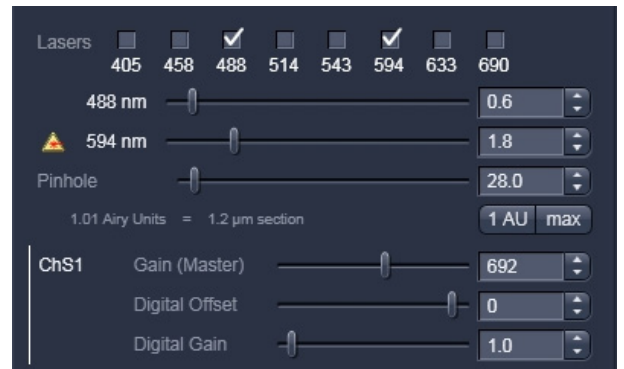 Lasers
405 458 488 514 543 594 633 690
488 nm 0.6
594 nm 1.8
Pinhole 28.0
1.01 Airy Units = 1.2 µm section 1 AU max
ChS1 Gain (Master) 692
Digital Offset 0
Digital Gain 1.0